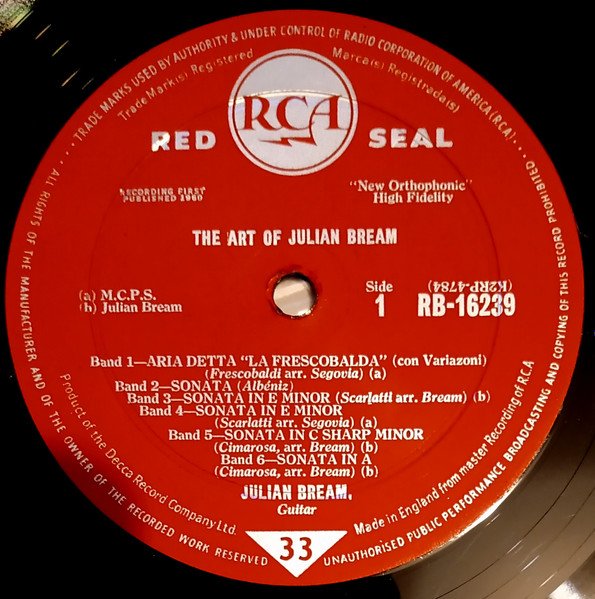 TRADE MARKS USED BY AUTHORITY & UNDER CONTROL OF RADIO CORPORATION OF AMERICA (RCA) . . .
Trade Mark(s) Registered
Marca(s) Registrada(s)
RCA
RED SEAL
RECORDING FIRST
PUBLISHED 1960
"New Orthophonic"
High Fidelity
THE ART OF JULIAN BREAM
(a) M.C.P.S.
(b) Julian Bream
Side
1
(K2RP-4784)
RB-16239
Band 1—ARIA DETTA "LA FRESCOBALDA" (con Variazoni)
(Frescobaldi arr. Segovia) (a)
Band 2—SONATA (Albéniz)
Band 3—SONATA IN E MINOR (Scarlatti arr. Bream) (b)
Band 4—SONATA IN E MINOR
(Scarlatti arr. Segovia) (a)
Band 5—SONATA IN C SHARP MINOR
(Cimarosa, arr. Bream) (b)
Band 6—SONATA IN A
(Cimarosa, arr. Bream) (b)
JULIAN BREAM,
Guitar
Product of the Decca Record Company Ltd.
Made in England from master-Recording of R.C.A
33
ALL RIGHTS OF THE MANUFACTURER AND OF THE OWNER OF THE RECORDED WORK RESERVED
UNAUTHORISED PUBLIC PERFORMANCE BROADCASTING AND COPYING OF THIS RECORD PROHIBITED